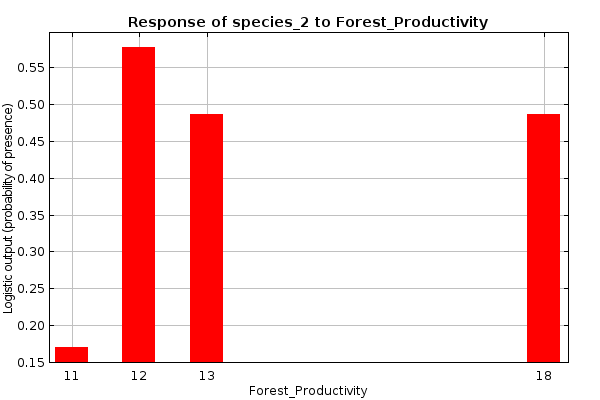 Response of species_2 to Forest_Productivity
Logistic output (probability of presence)
0.55
0.50
0.45
0.40
0.35
0.30
0.25
0.20
0.15
11 12 13 18
Forest_Productivity